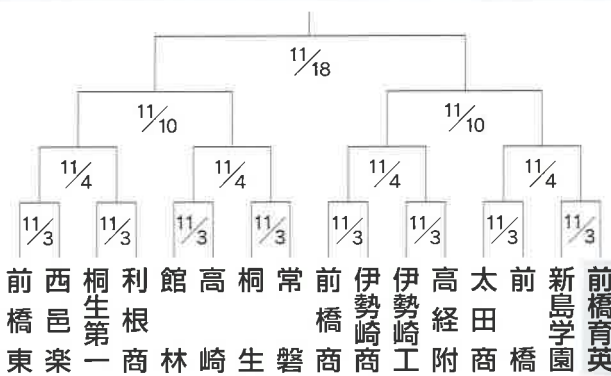 11/18
11/10
11/10
11/4
11/4
11/4
11/4
11/3
11/3
11/3
11/3
11/3
11/3
11/3
11/3
前橋東
西邑楽
桐生第一
利根商
館林
高崎
桐生
常磐
前橋商
伊勢崎商
伊勢崎工
高経附
太田商
前橋
新島学園
前橋育英